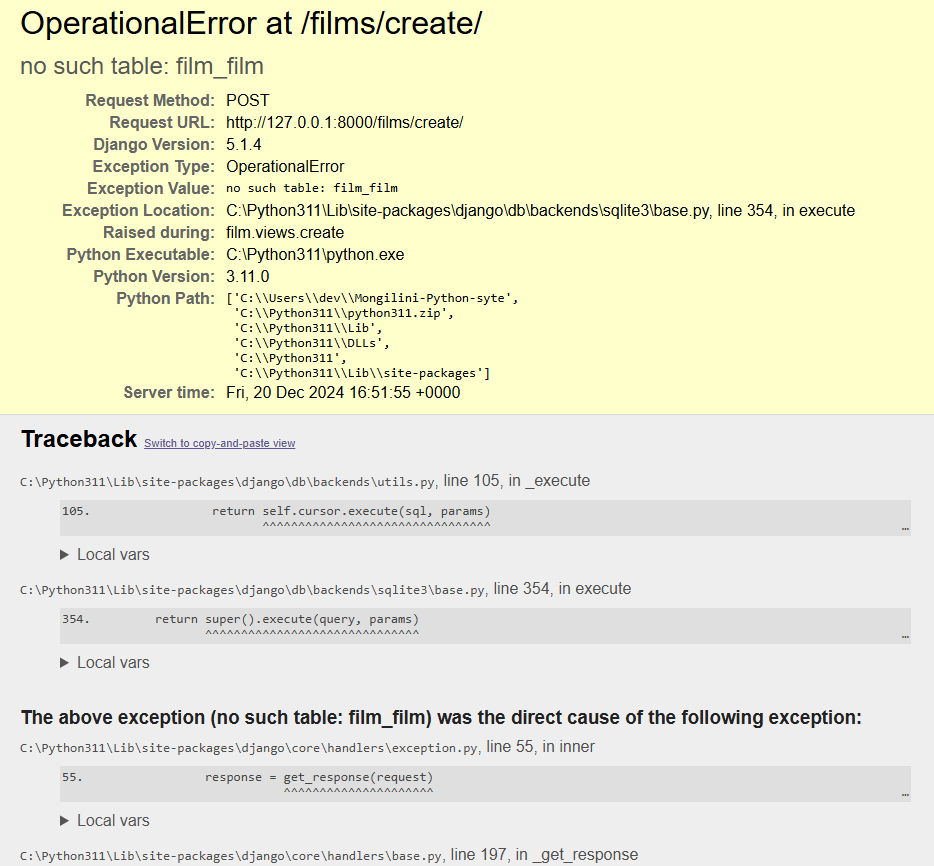 OperationalError at /films/create/
no such table: film_film
Request Method: POST
Request URL: http://127.0.0.1:8000/films/create/
Django Version: 5.1.4
Exception Type: OperationalError
Exception Value: no such table: film_film
Exception Location: C:\Python311\Lib\site-packages\django\db\backends\sqlite3\base.py, line 354, in execute
Raised during: film.views.create
Python Executable: C:\Python311\python.exe
Python Version: 3.11.0
Python Path: ['C:\\Users\\dev\\Mongilini-Python-syte',
'C:\\Python311\\python311.zip',
'C:\\Python311\\Lib',
'C:\\Python311\\DLLs',
'C:\\Python311',
'C:\\Python311\\Lib\\site-packages']
Server time: Fri, 20 Dec 2024 16:51:55 +0000
Traceback Switch to copy-and-paste view
C:\Python311\Lib\site-packages\django\db\backends\utils.py, line 105, in _execute
105. return self.cursor.execute(sql, params)
^^^^^^^^^^^^^^^^^^^^^^^^^^^^^^^^ …
▶ Local vars
C:\Python311\Lib\site-packages\django\db\backends\sqlite3\base.py, line 354, in execute
354. return super().execute(query, params)
^^^^^^^^^^^^^^^^^^^^^^^^^^^^^^ …
▶ Local vars
The above exception (no such table: film_film) was the direct cause of the following exception:
C:\Python311\Lib\site-packages\django\core\handlers\exception.py, line 55, in inner
55. response = get_response(request)
^^^^^^^^^^^^^^^^^^^^^ …
▶ Local vars
C:\Python311\Lib\site-packages\django\core\handlers\base.py, line 197, in _get_response